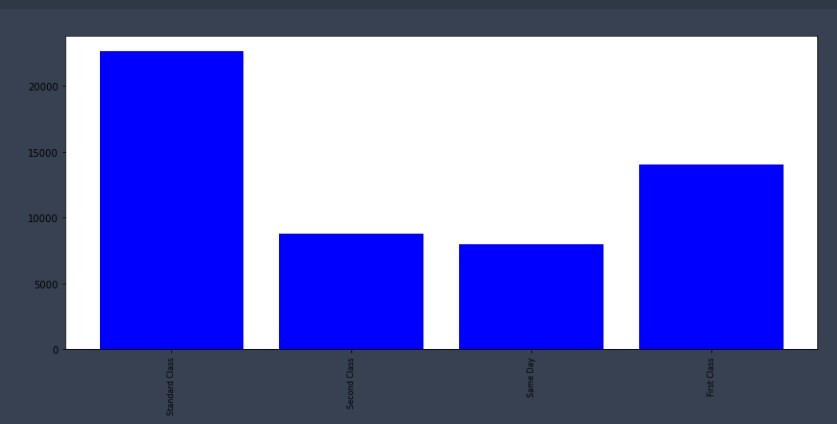 20000
15000
10000
5000
0
Standard Class
Second Class
Same Day
First Class